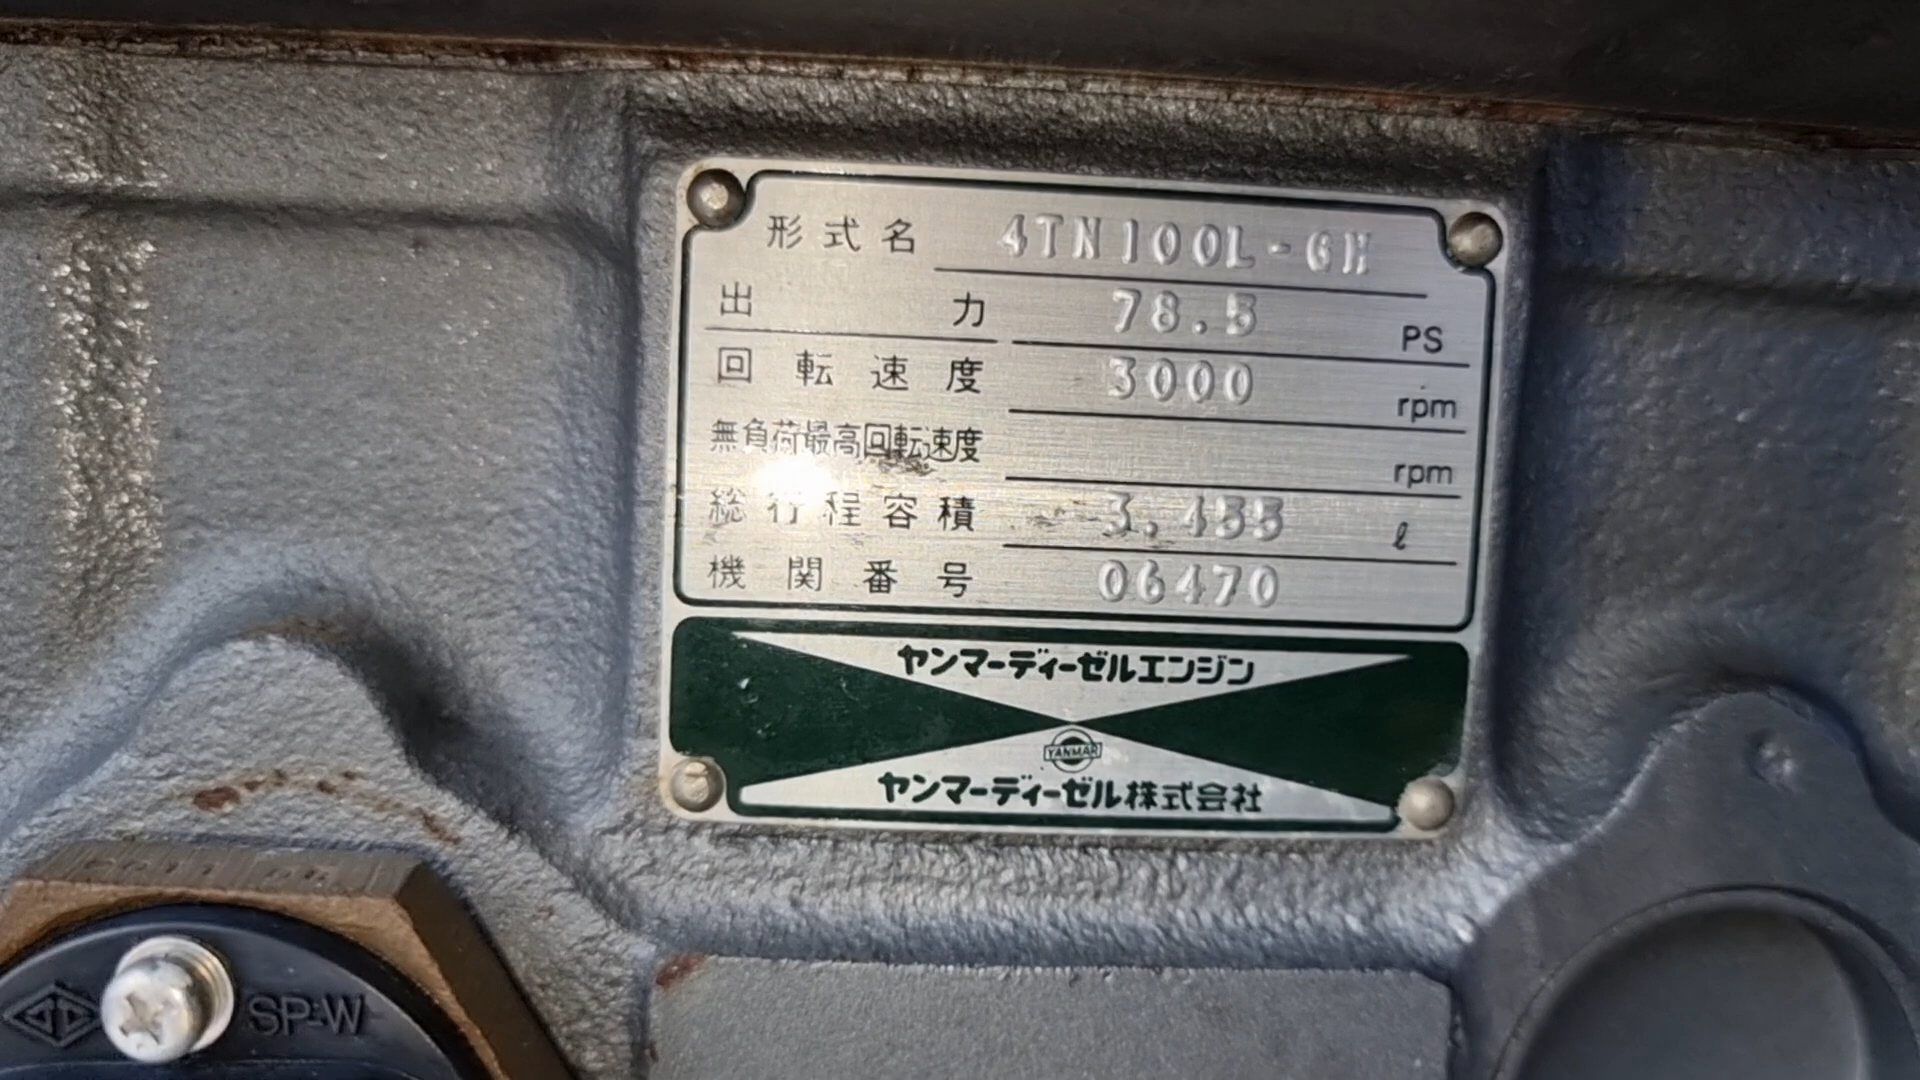 形式名 4TN100L-GH
出力 78.5 PS
回転速度 3000 rpm
無負荷最高回転速度 rpm
総行程容積 3.455 ℓ
機関番号 06470
ヤンマーディーゼルエンジン
YANMAR
ヤンマーディーゼル株式会社
SP-W